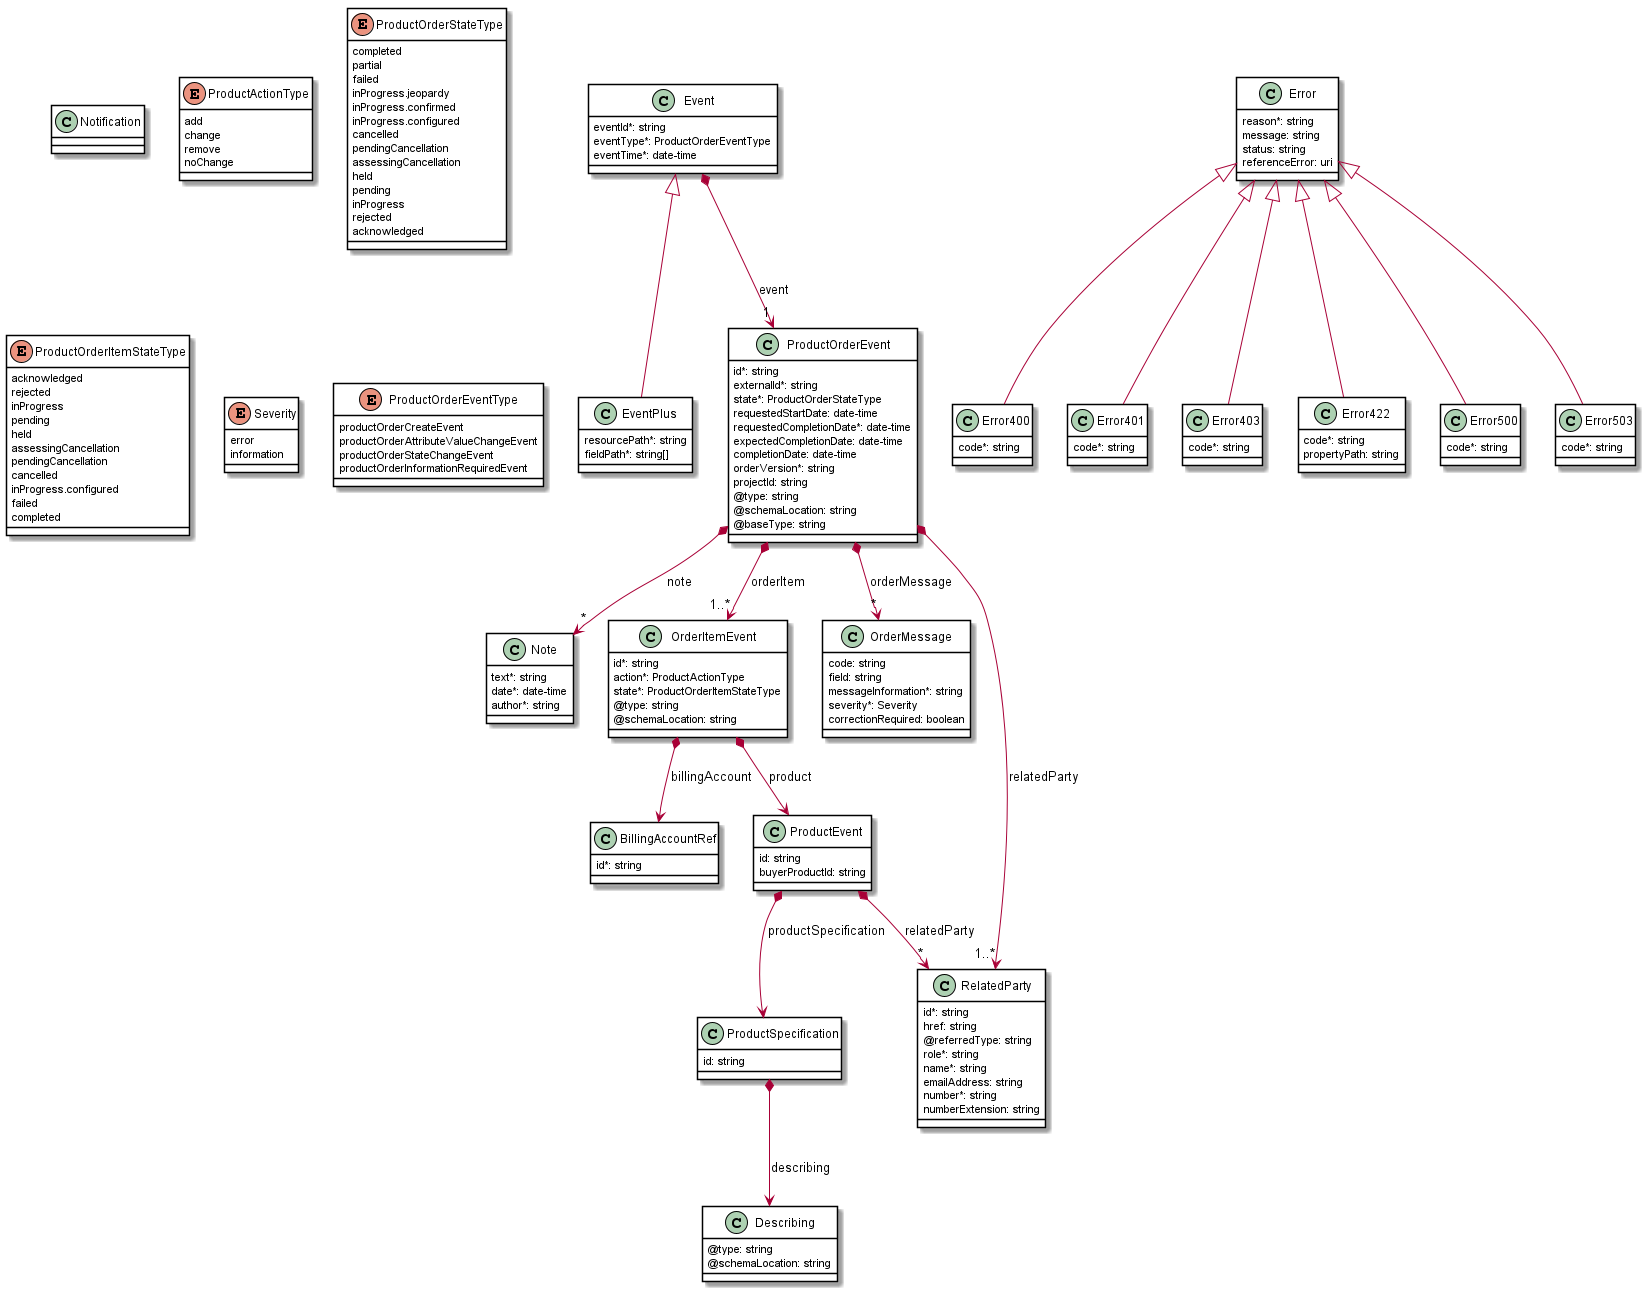 C Notification
E ProductActionType
add
change
remove
noChange
E ProductOrderStateType
completed
partial
failed
inProgress.jeopardy
inProgress.confirmed
inProgress.configured
cancelled
pendingCancellation
assessingCancellation
held
pending
inProgress
rejected
acknowledged
C Event
eventId*: string
eventType*: ProductOrderEventType
eventTime*: date-time
C Error
reason*: string
message: string
status: string
referenceError: uri
event
1
E ProductOrderItemStateType
acknowledged
rejected
inProgress
pending
held
assessingCancellation
pendingCancellation
cancelled
inProgress.configured
failed
completed
E Severity
error
information
E ProductOrderEventType
productOrderCreateEvent
productOrderAttributeValueChangeEvent
productOrderStateChangeEvent
productOrderInformationRequiredEvent
C EventPlus
resourcePath*: string
fieldPath*: string[]
C ProductOrderEvent
id*: string
externalId*: string
state*: ProductOrderStateType
requestedStartDate: date-time
requestedCompletionDate*: date-time
expectedCompletionDate: date-time
completionDate: date-time
orderVersion*: string
projectId: string
@type: string
@schemaLocation: string
@baseType: string
C Error400
code*: string
C Error401
code*: string
C Error403
code*: string
C Error422
code*: string
propertyPath: string
C Error500
code*: string
C Error503
code*: string
note
*
orderItem
1..*
orderMessage
*
relatedParty
1..*
C Note
text*: string
date*: date-time
author*: string
C OrderItemEvent
id*: string
action*: ProductActionType
state*: ProductOrderItemStateType
@type: string
@schemaLocation: string
C OrderMessage
code: string
field: string
messageInformation*: string
severity*: Severity
correctionRequired: boolean
billingAccount
product
C BillingAccountRef
id*: string
C ProductEvent
id: string
buyerProductId: string
productSpecification
relatedParty
*
C ProductSpecification
id: string
C RelatedParty
id*: string
href: string
@referredType: string
role*: string
name*: string
emailAddress: string
number*: string
numberExtension: string
describing
C Describing
@type: string
@schemaLocation: string